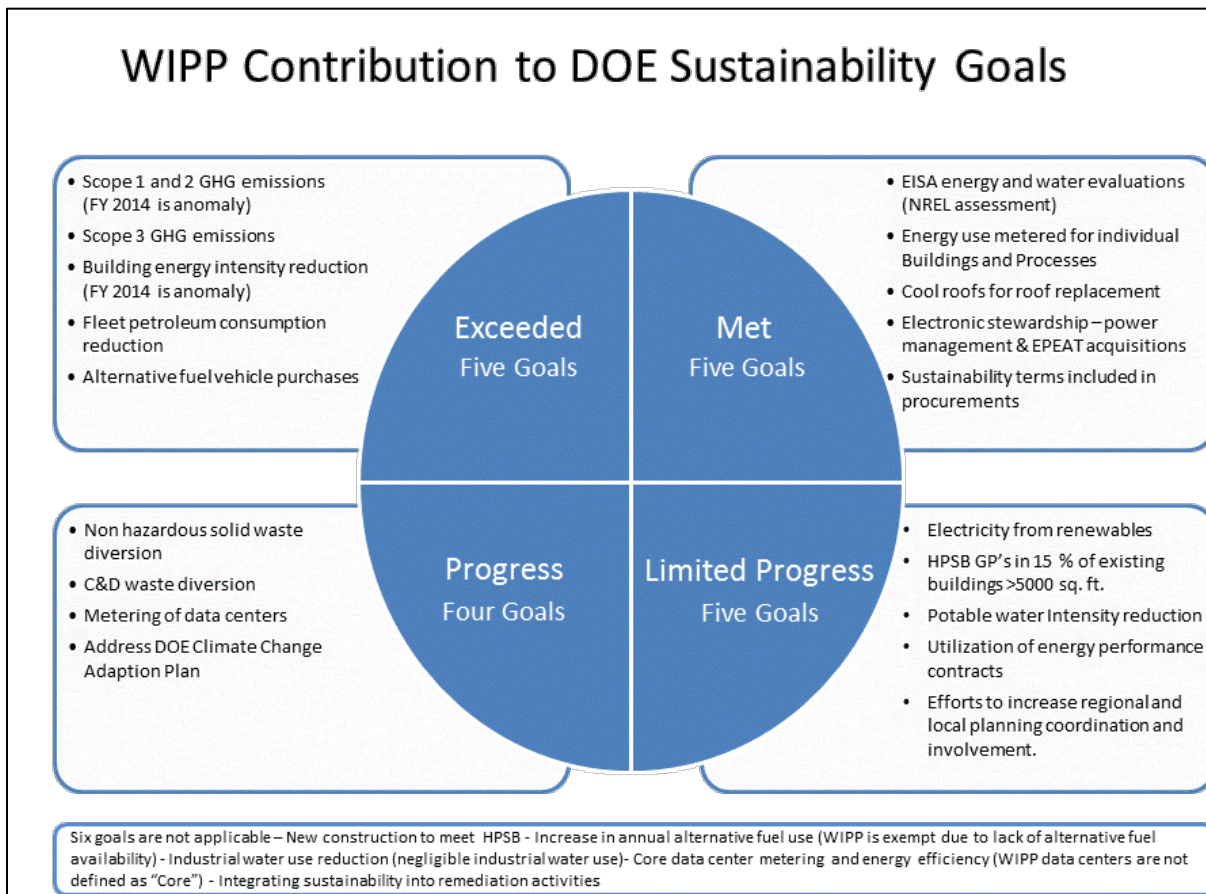 WIPP Contribution to DOE Sustainability Goals
• Scope 1 and 2 GHG emissions
(FY 2014 is anomaly)
• Scope 3 GHG emissions
• Building energy intensity reduction
(FY 2014 is anomaly)
• Fleet petroleum consumption
reduction
• Alternative fuel vehicle purchases
• EISA energy and water evaluations
(NREL assessment)
• Energy use metered for individual
Buildings and Processes
• Cool roofs for roof replacement
• Electronic stewardship – power
management & EPEAT acquisitions
• Sustainability terms included in
procurements
Exceeded
Five Goals
Met
Five Goals
Progress
Four Goals
Limited Progress
Five Goals
• Non hazardous solid waste
diversion
• C&D waste diversion
• Metering of data centers
• Address DOE Climate Change
Adaption Plan
• Electricity from renewables
• HPSB GP's in 15 % of existing
buildings >5000 sq. ft.
• Potable water Intensity reduction
• Utilization of energy performance
contracts
• Efforts to increase regional and
local planning coordination and
involvement.
Six goals are not applicable – New construction to meet HPSB - Increase in annual alternative fuel use (WIPP is exempt due to lack of alternative fuel
availability) - Industrial water use reduction (negligible industrial water use)- Core data center metering and energy efficiency (WIPP data centers are not
defined as "Core") - Integrating sustainability into remediation activities